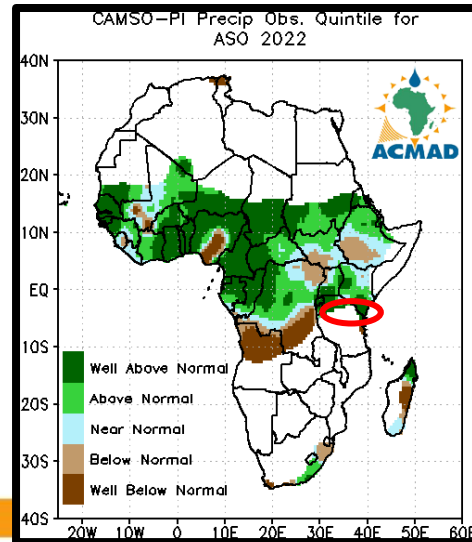 CAMSO-PI Precip Obs. Quintile for
ASO 2022
ACMAD
40N
30N
20N
10N
EQ
10S
20S
30S
40S
Well Above Normal
Above Normal
Near Normal
Below Normal
Well Below Normal
20W 10W 0 10E 20E 30E 40E 50E 60E